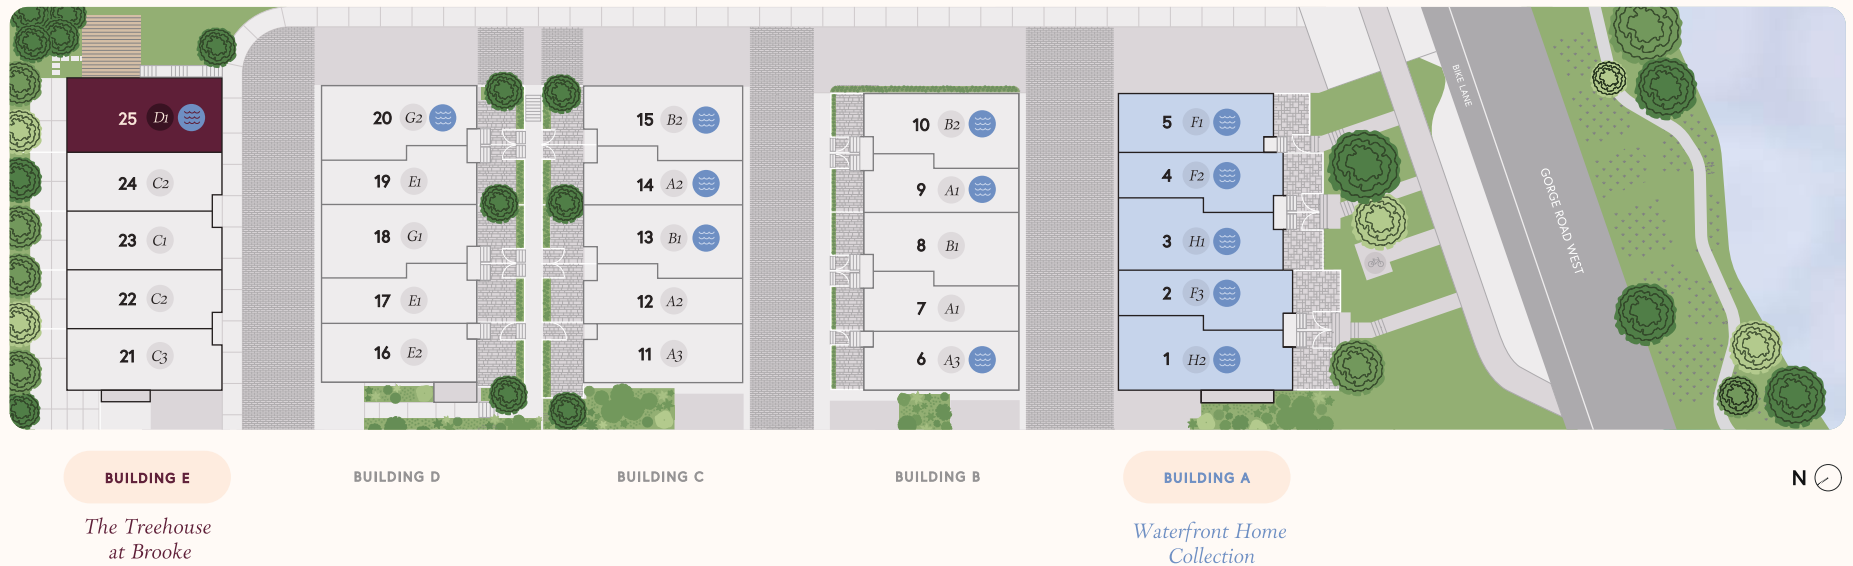 25 D1
24 C2
23 C1
22 C2
21 C3
20 G2
19 E1
18 G1
17 E1
16 E2
15 B2
14 A2
13 B1
12 A2
11 A3
10 B2
9 A1
8 B1
7 A1
6 A3
5 F1
4 F2
3 H1
2 F3
1 H2
BIKE LANE
GORGE ROAD WEST
BUILDING E
BUILDING D
BUILDING C
BUILDING B
BUILDING A
N
The Treehouse
at Brooke
Waterfront Home
Collection